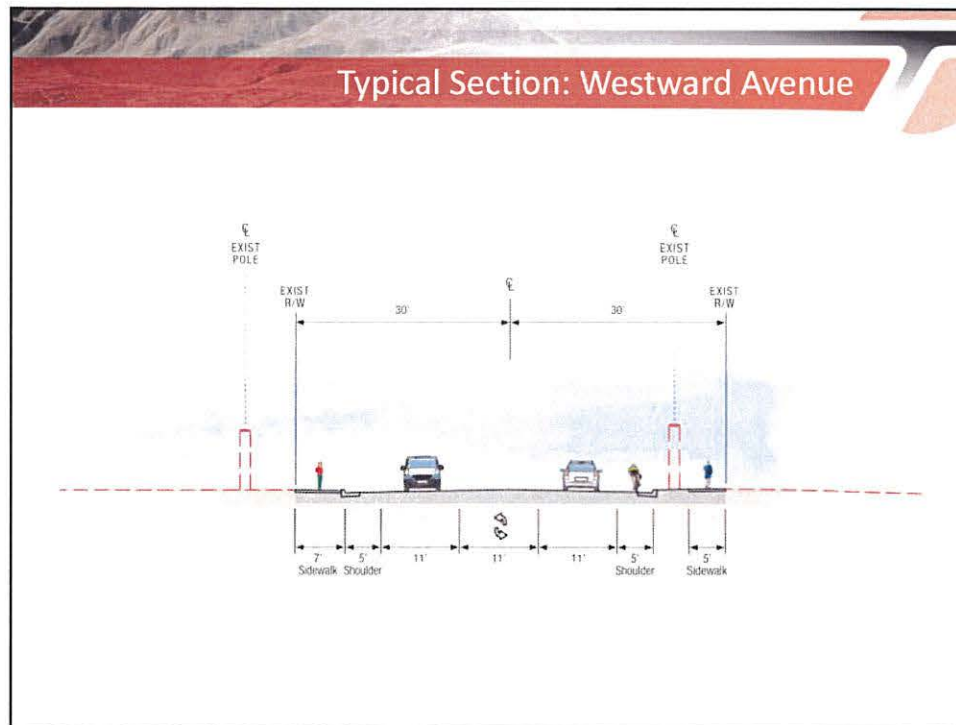 Typical Section: Westward Avenue
℄
EXIST
POLE
℄
EXIST
POLE
EXIST
R/W
℄
EXIST
R/W
30'
30'
7'
Sidewalk
5'
Shoulder
11'
11'
11'
5'
Shoulder
5'
Sidewalk